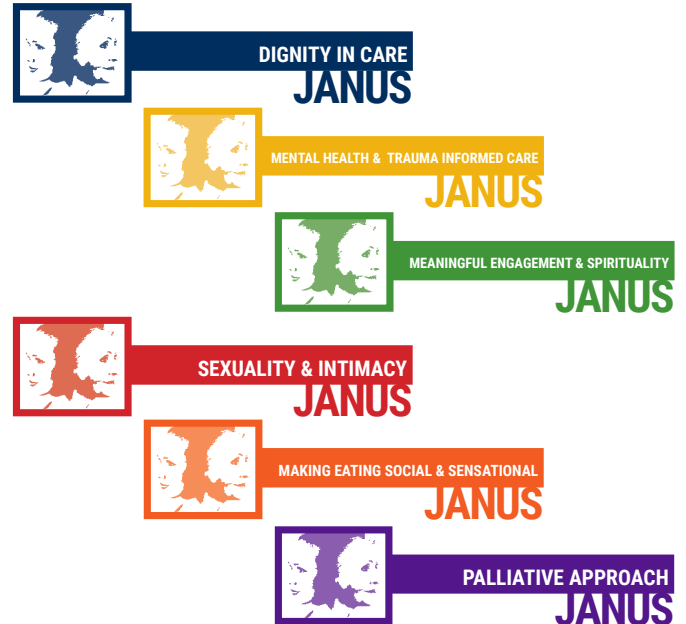 DIGNITY IN CARE
JANUS
MENTAL HEALTH & TRAUMA INFORMED CARE
JANUS
MEANINGFUL ENGAGEMENT & SPIRITUALITY
JANUS
SEXUALITY & INTIMACY
JANUS
MAKING EATING SOCIAL & SENSATIONAL
JANUS
PALLIATIVE APPROACH
JANUS